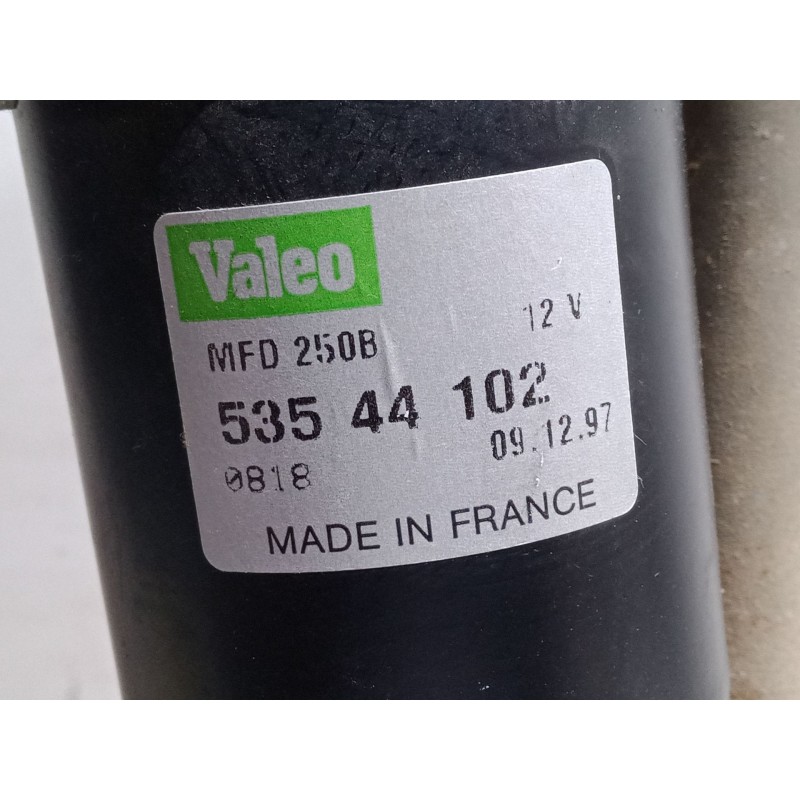 Valeo
MFD 250B 12 V
535 44 102
0818 09.12.97
MADE IN FRANCE